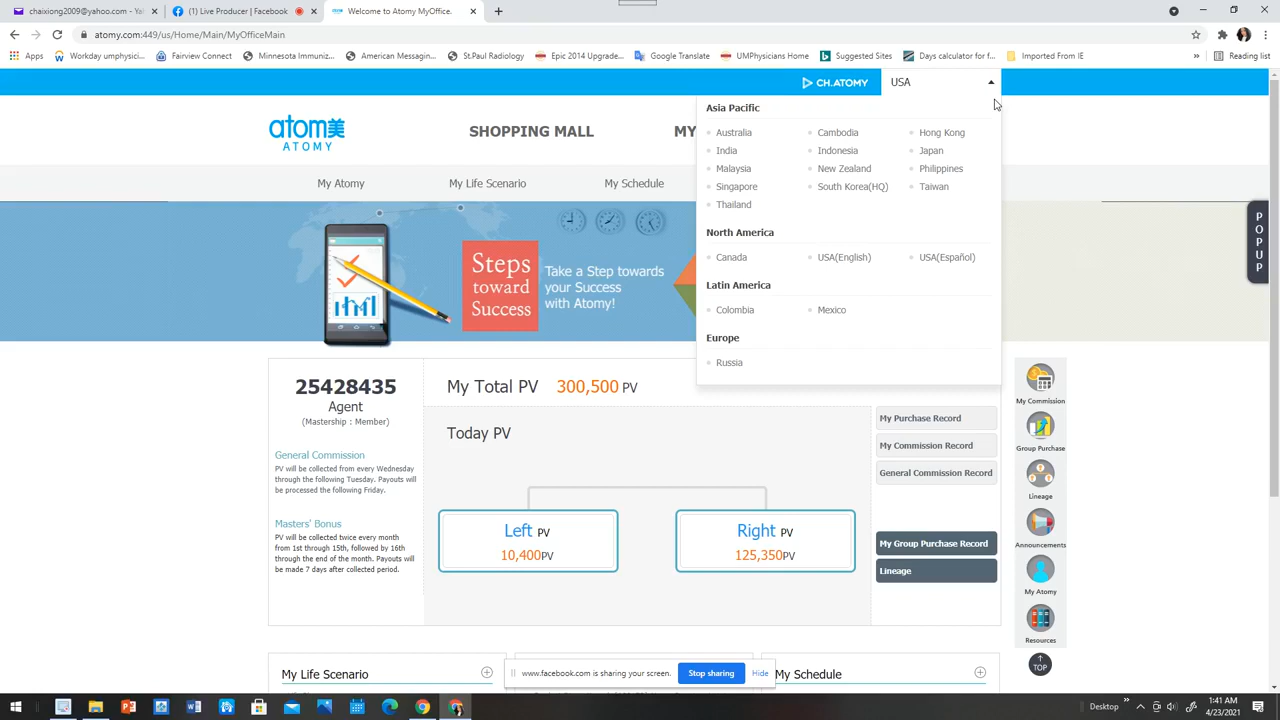 chaixiong2009@yahoo.com - Ya
(1) Live Producer | Facebook
Welcome to Atomy MyOffice.
atomy.com:449/us/Home/Main/MyOfficeMain
Apps
Workday umphysici...
Fairview Connect
Minnesota Immuniz...
American Messagin...
St.Paul Radiology
Epic 2014 Upgrade...
Google Translate
UMPhysicians Home
Suggested Sites
Days calculator for f...
Imported From IE
»
Reading list
CH.ATOMY
USA
atom美
ATOMY
SHOPPING MALL
MY
Asia Pacific
Australia
Cambodia
Hong Kong
India
Indonesia
Japan
Malaysia
New Zealand
Philippines
Singapore
South Korea(HQ)
Taiwan
Thailand
North America
Canada
USA(English)
USA(Español)
Latin America
Colombia
Mexico
Europe
Russia
My Atomy
My Life Scenario
My Schedule
Steps
toward
Success
Take a Step towards
your Success
with Atomy!
POPUP
25428435
Agent
(Mastership : Member)
General Commission
PV will be collected from every Wednesday
through the following Tuesday. Payouts will
be processed the following Friday.
Masters' Bonus
PV will be collected twice every month
from 1st through 15th, followed by 16th
through the end of the month. Payouts will
be made 7 days after collected period.
My Total PV 300,500 PV
Today PV
Left PV
10,400PV
Right PV
125,350PV
My Purchase Record
My Commission Record
General Commission Record
My Group Purchase Record
Lineage
My Commission
Group Purchase
Lineage
Announcements
My Atomy
Resources
TOP
My Life Scenario
My Schedule
www.facebook.com is sharing your screen.
Stop sharing
Hide
Desktop
»
1:41 AM
4/23/2021